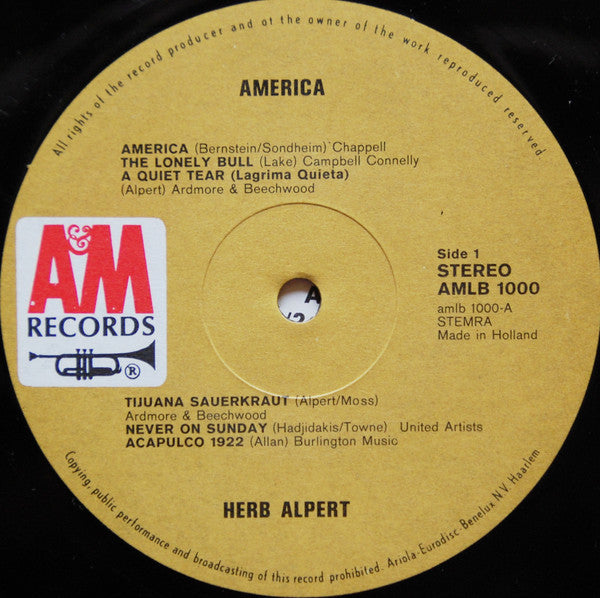 All rights of the record producer and of the owner of the work reproduced reserved
AMERICA
AMERICA (Bernstein/Sondheim) Chappell
THE LONELY BULL (Lake) Campbell Connelly
A QUIET TEAR (Lagrima Quieta)
(Alpert) Ardmore & Beechwood
A&M
RECORDS
®
Side 1
STEREO
AMLB 1000
amlb 1000-A
STEMRA
Made in Holland
TIJUANA SAUERKRAUT (Alpert/Moss)
Ardmore & Beechwood
NEVER ON SUNDAY (Hadjidakis/Towne) United Artists
ACAPULCO 1922 (Allan) Burlington Music
HERB ALPERT
Copying, public performance and broadcasting of this record prohibited. Ariola-Eurodisc-Benelux N.V. Haarlem